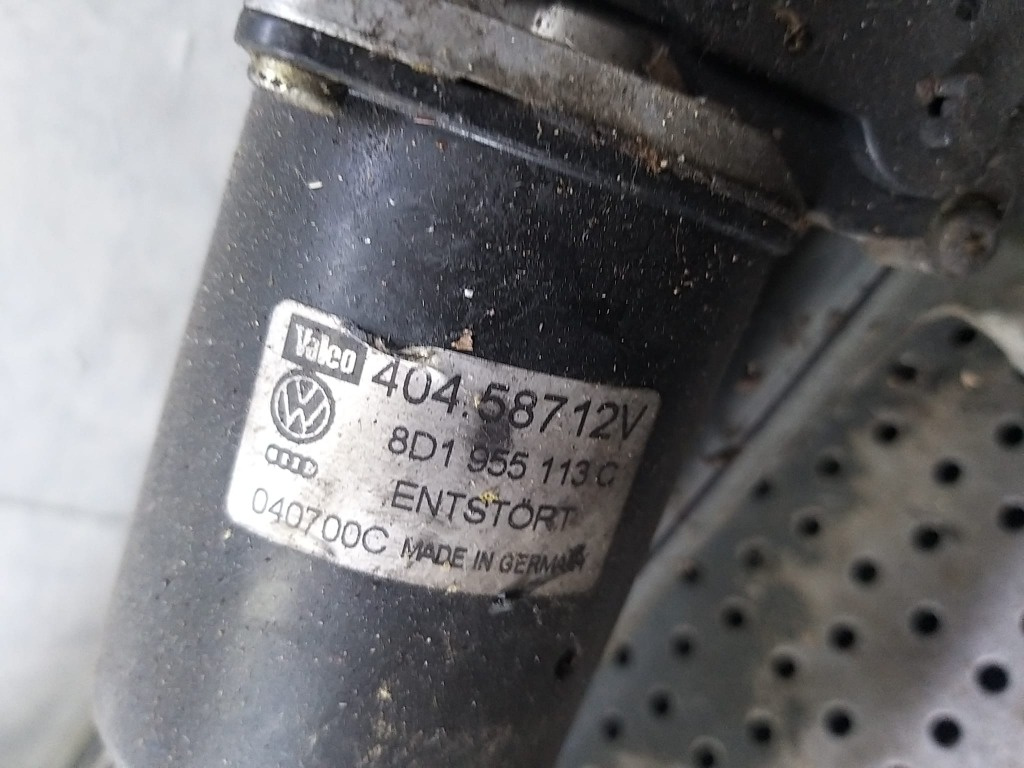 Valeo
404.58712V
8D1 955 113 C
ENTSTÖRT
040700C MADE IN GERMANY